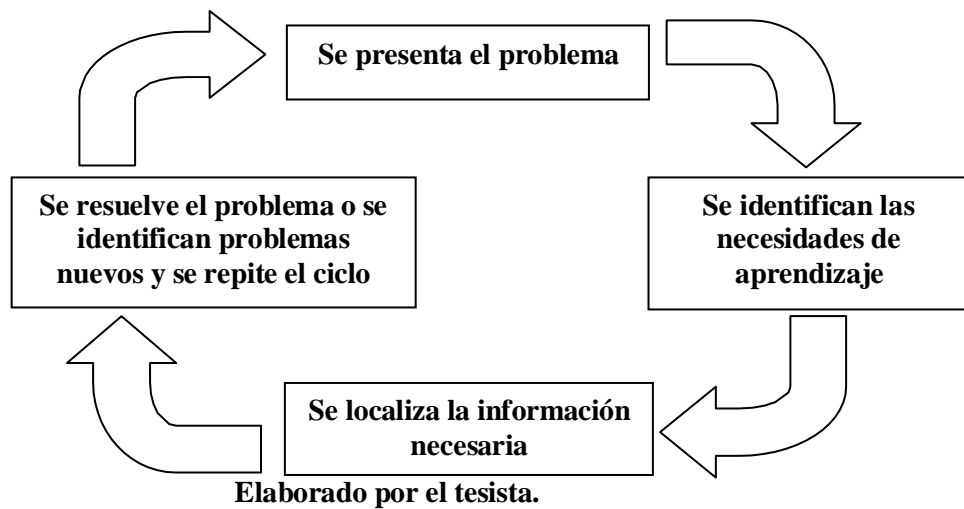 Se presenta el problema
Se identifican las
necesidades de
aprendizaje
Se localiza la información
necesaria
Se resuelve el problema o se
identifican problemas
nuevos y se repite el ciclo
Elaborado por el tesista.